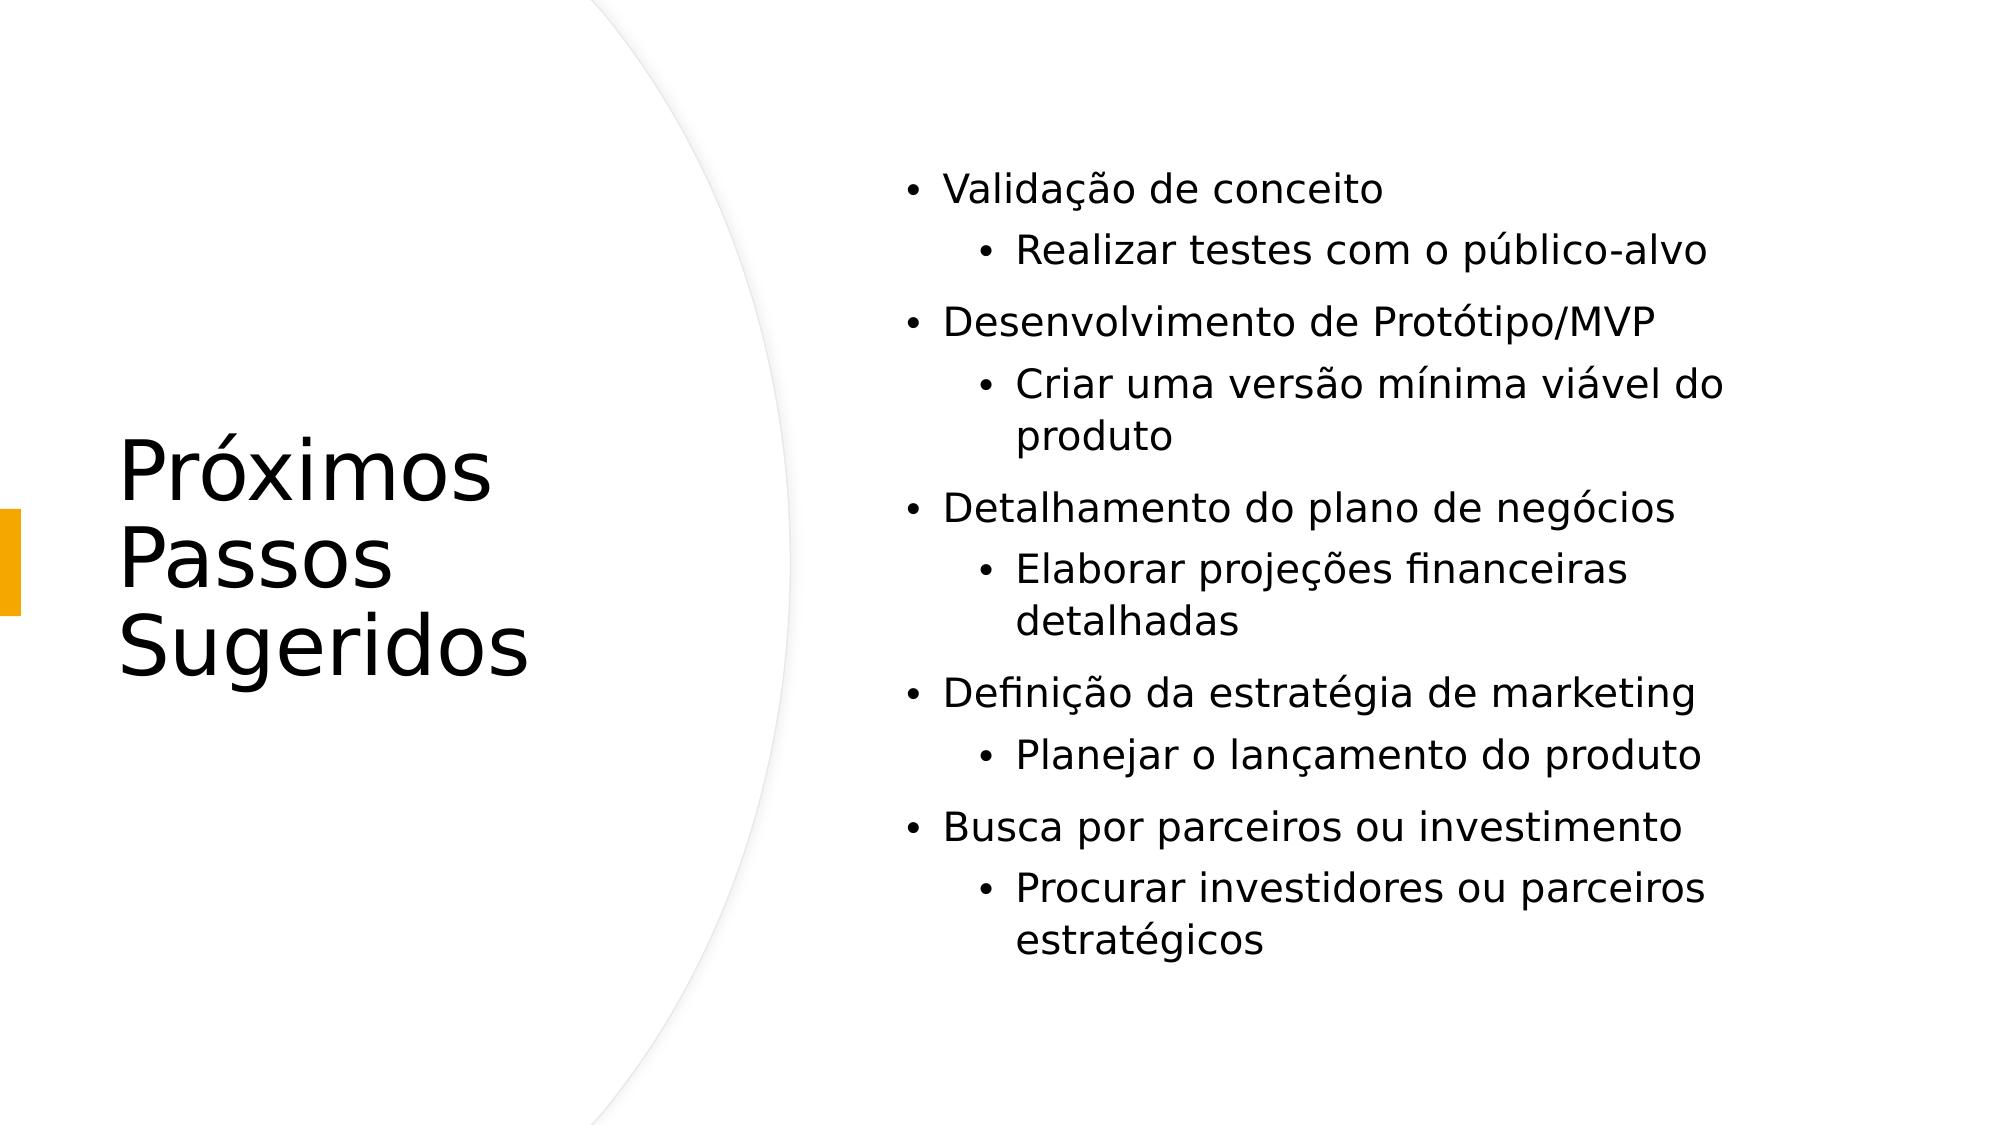 Próximos
Passos
Sugeridos
• Validação de conceito
• Realizar testes com o público-alvo
• Desenvolvimento de Protótipo/MVP
• Criar uma versão mínima viável do
produto
• Detalhamento do plano de negócios
• Elaborar projeções financeiras
detalhadas
• Definição da estratégia de marketing
• Planejar o lançamento do produto
• Busca por parceiros ou investimento
• Procurar investidores ou parceiros
estratégicos